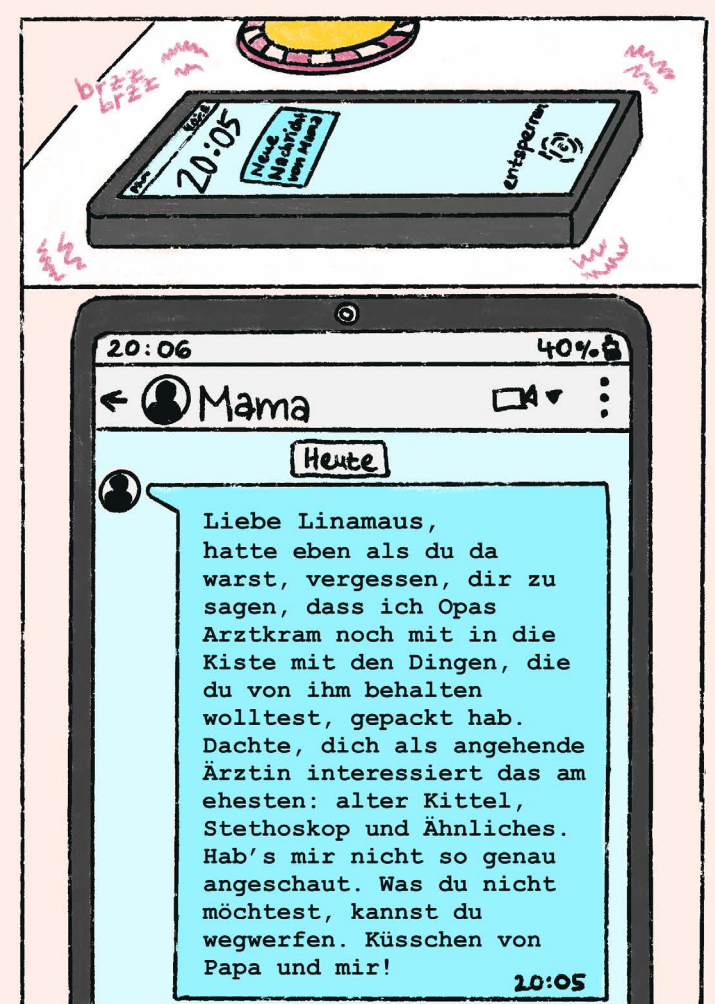 brzz
brzz
20:05
Neue
Nachricht
von Mama
entsperren
20:06 40%
Mama
Heute
Liebe Linamaus,
hatte eben als du da
warst, vergessen, dir zu
sagen, dass ich Opas
Arztkram noch mit in die
Kiste mit den Dingen, die
du von ihm behalten
wolltest, gepackt hab.
Dachte, dich als angehende
Ärztin interessiert das am
ehesten: alter Kittel,
Stethoskop und Ähnliches.
Hab's mir nicht so genau
angeschaut. Was du nicht
möchtest, kannst du
wegwerfen. Küsschen von
Papa und mir!
20:05